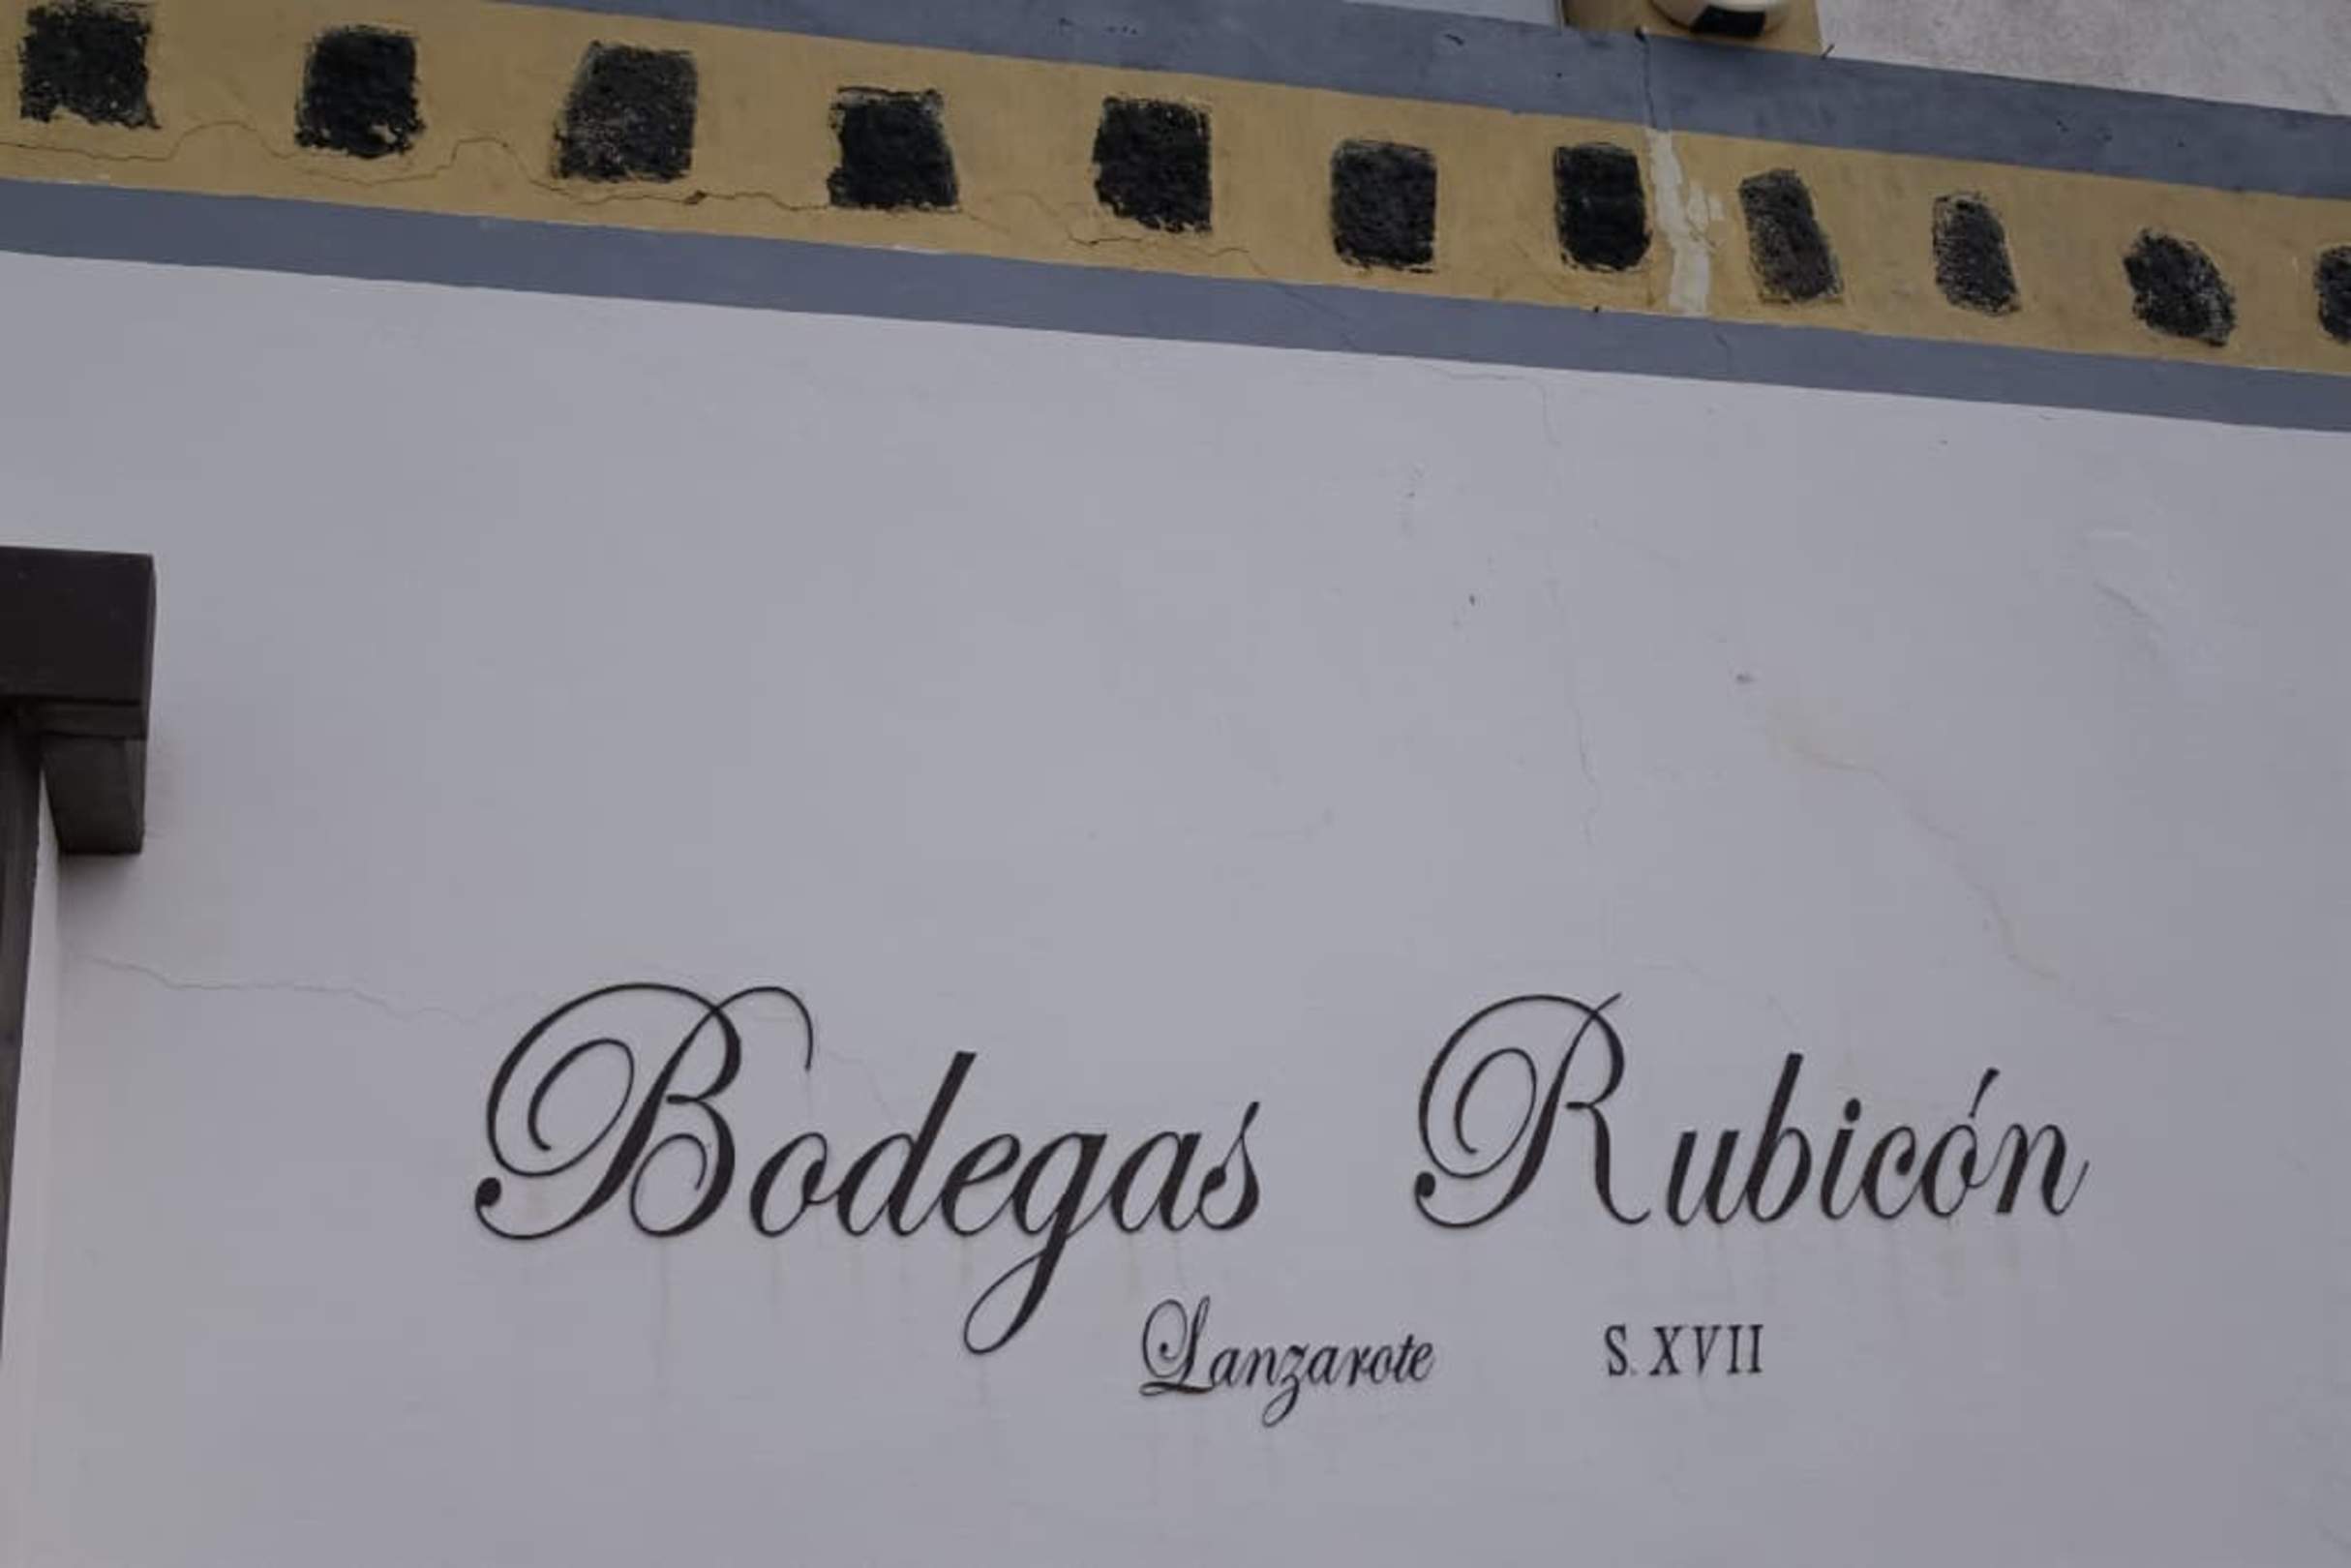 Bodegas Rubicón
Lanzarote S. XVII